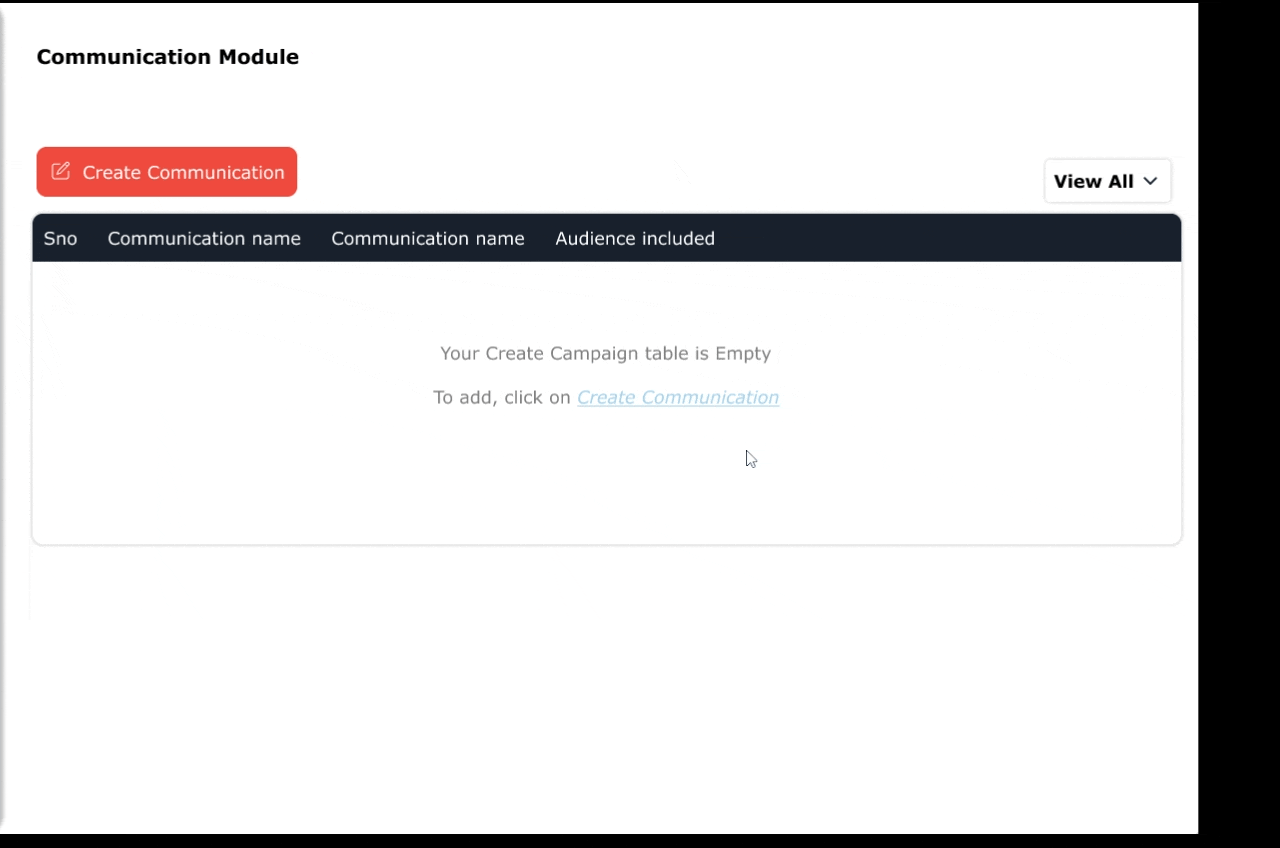 Communication Module
Create Communication
View All
Sno Communication name Communication name Audience included
Your Create Campaign table is Empty
To add, click on Create Communication